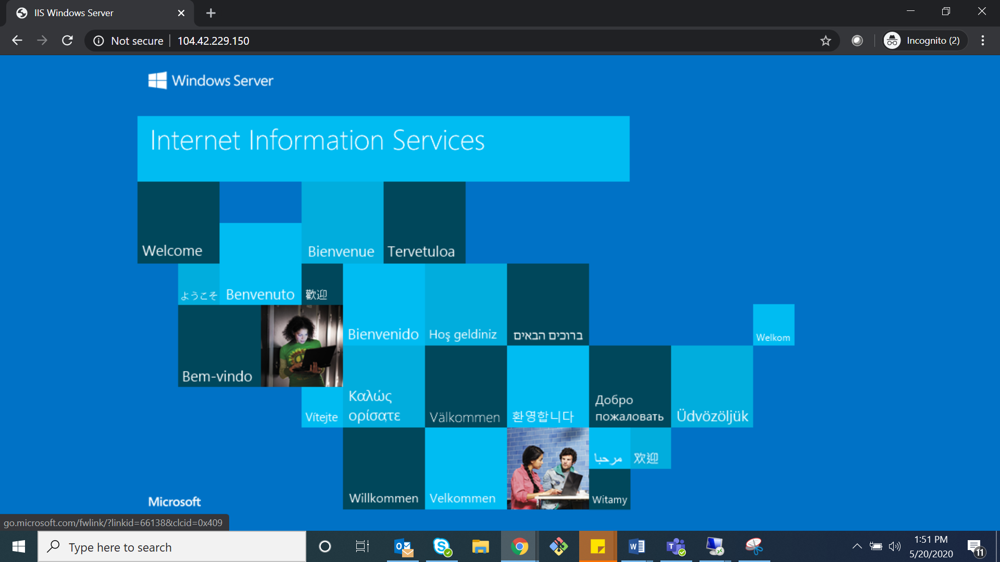 IIS Windows Server
Not secure
104.42.229.150
Incognito (2)
Windows Server
Internet Information Services
Welcome
Bienvenue
Tervetuloa
ようこそ
Benvenuto
歡迎
Bienvenido
Hoş geldiniz
ברוכים הבאים
Welkom
Bem-vindo
Vítejte
Καλώς
ορίσατε
Välkommen
환영합니다
Добро
пожаловать
Üdvözöljük
مرحبا
欢迎
Willkommen
Velkommen
Witamy
Microsoft
go.microsoft.com/fwlink/?linkid=66138&clcid=0x409
Type here to search
1:51 PM
5/20/2020
11